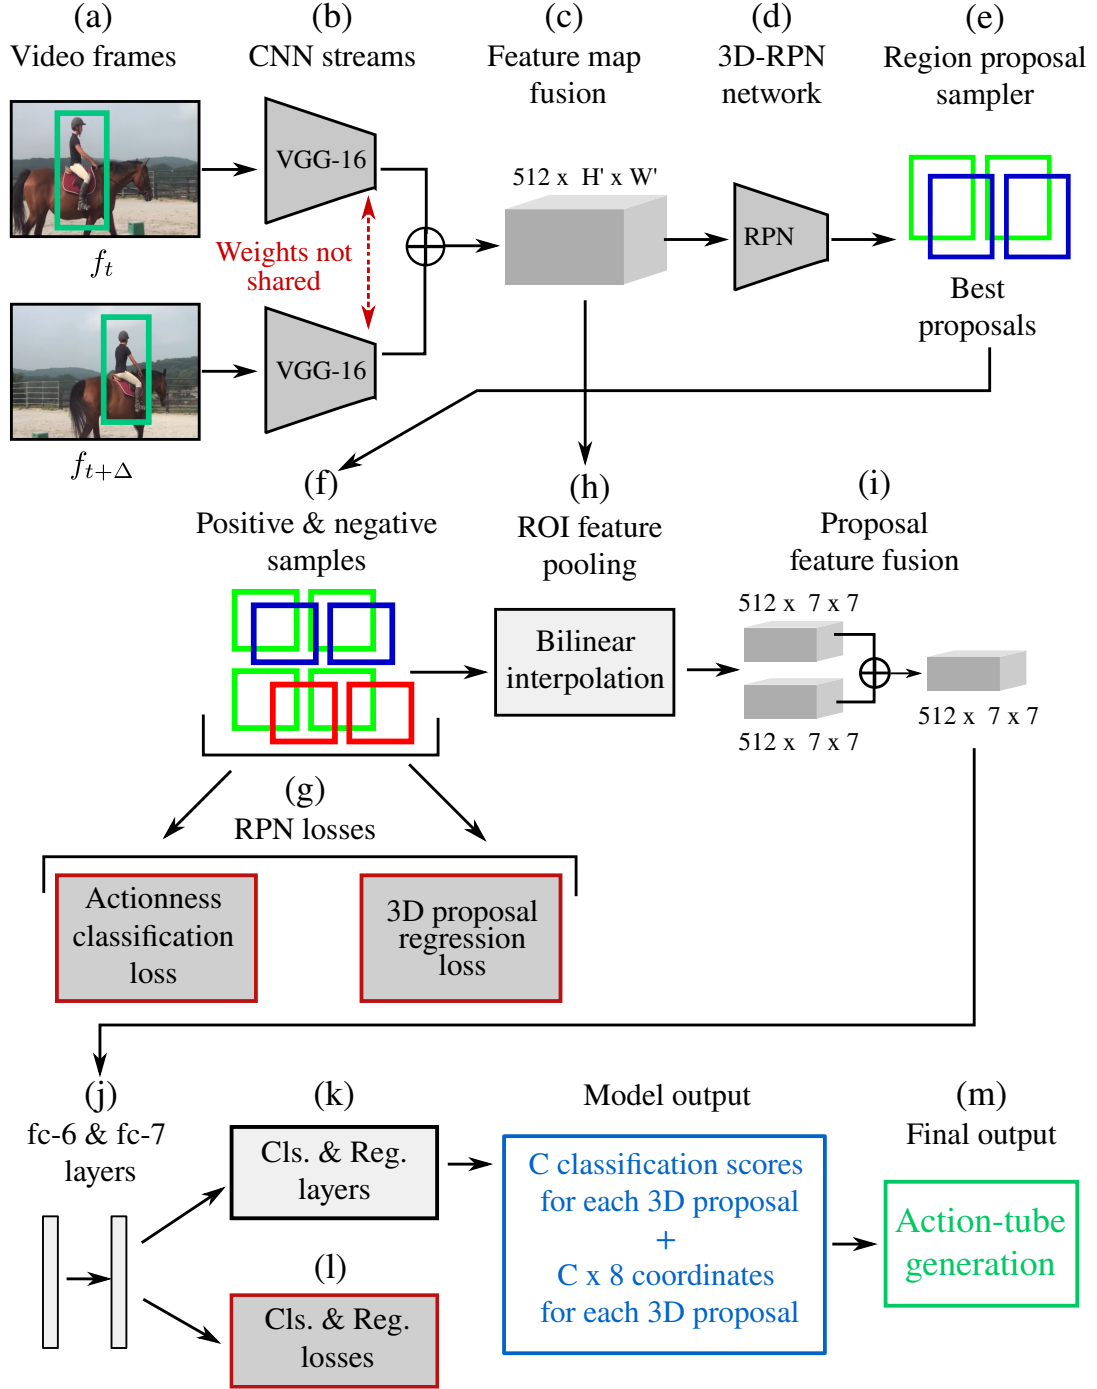 (a)
Video frames
(b)
CNN streams
(c)
Feature map
fusion
(d)
3D-RPN
network
(e)
Region proposal
sampler
VGG-16
512 x H' x W'
RPN
Weights not
shared
f_t
VGG-16
f_{t+Δ}
Best
proposals
(f)
Positive & negative
samples
(h)
ROI feature
pooling
Bilinear
interpolation
(i)
Proposal
feature fusion
512 x 7 x 7
512 x 7 x 7
512 x 7 x 7
(g)
RPN losses
Actionness
classification
loss
3D proposal
regression
loss
(j)
fc-6 & fc-7
layers
(k)
Cls. & Reg.
layers
(l)
Cls. & Reg.
losses
Model output
C classification scores
for each 3D proposal
+
C x 8 coordinates
for each 3D proposal
(m)
Final output
Action-tube
generation